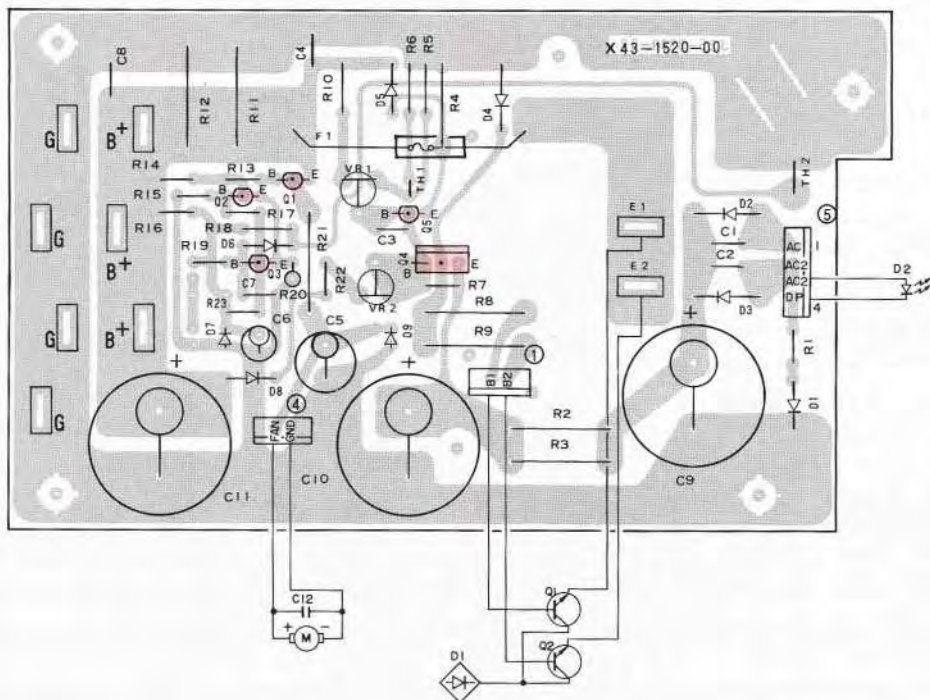 X43-1520-00
C8
R12
R11
C4
R10
D5
R6
R5
R4
D4
F1
G
B+
R14
R13
B
E
Q1
VR1
TH1
TH2
R15
B
E
Q2
R17
B
E
Q5
E1
D2
⑤
R16
R18
C3
C1
AC
1
G
R19
D6
R21
B+
B
E
Q3
Q4
B
E
E2
C2
AC2
AC2
D2
C7
R20
R22
R7
VR2
D3
DP
4
R23
R8
G
B+
D7
C6
C5
D9
R9
+
R1
+
+
①
B1
B2
D8
D1
G
④
FAN
GND
R2
R3
C11
C10
C9
C12
+
M
-
Q1
Q2
D1